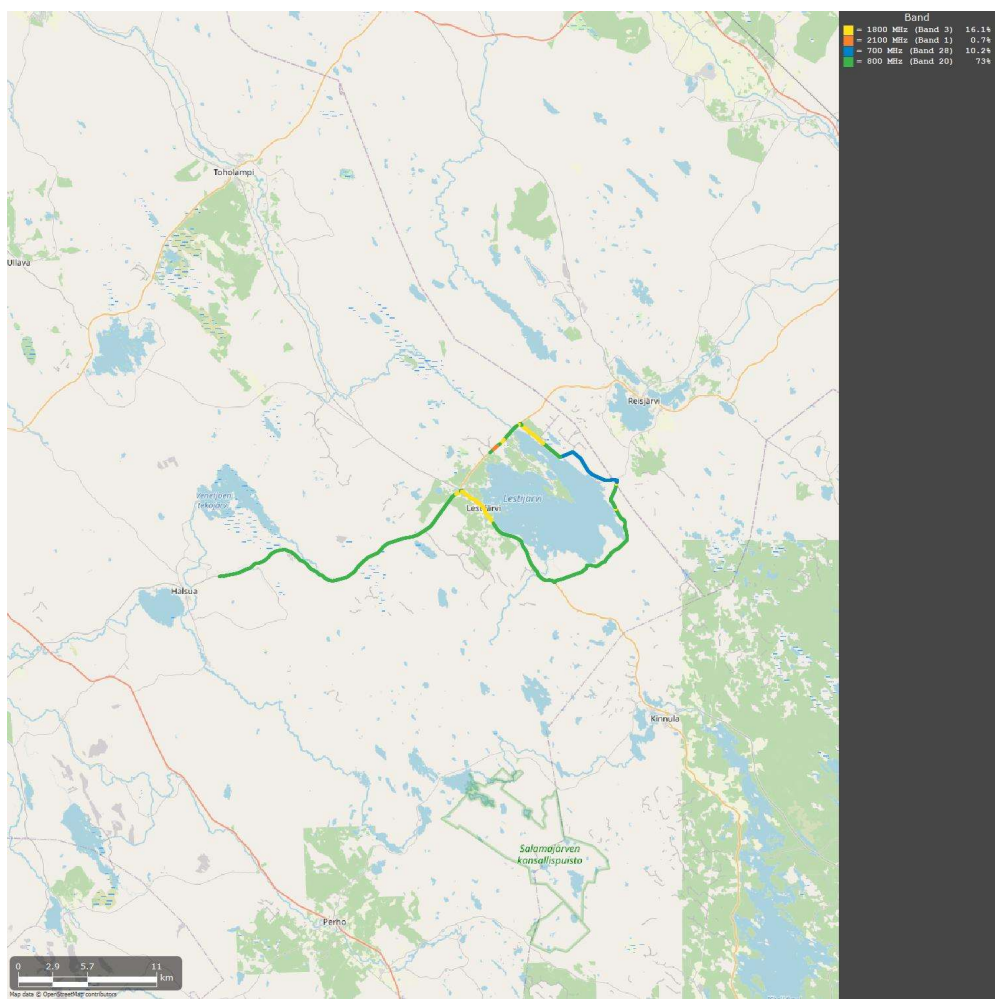 Band
= 1800 MHz (Band 3) 16.1%
= 2100 MHz (Band 1) 0.7%
= 700 MHz (Band 28) 10.2%
= 800 MHz (Band 20) 73%
Toholampi
Ullava
Reisjärvi
Lestijärvi
Lestijärvi
tekojärvi
Halsua
Kinnula
Salamajärven
kansallispuisto
Perho
0 2.9 5.7 11
km
Map data © OpenStreetMap contributors